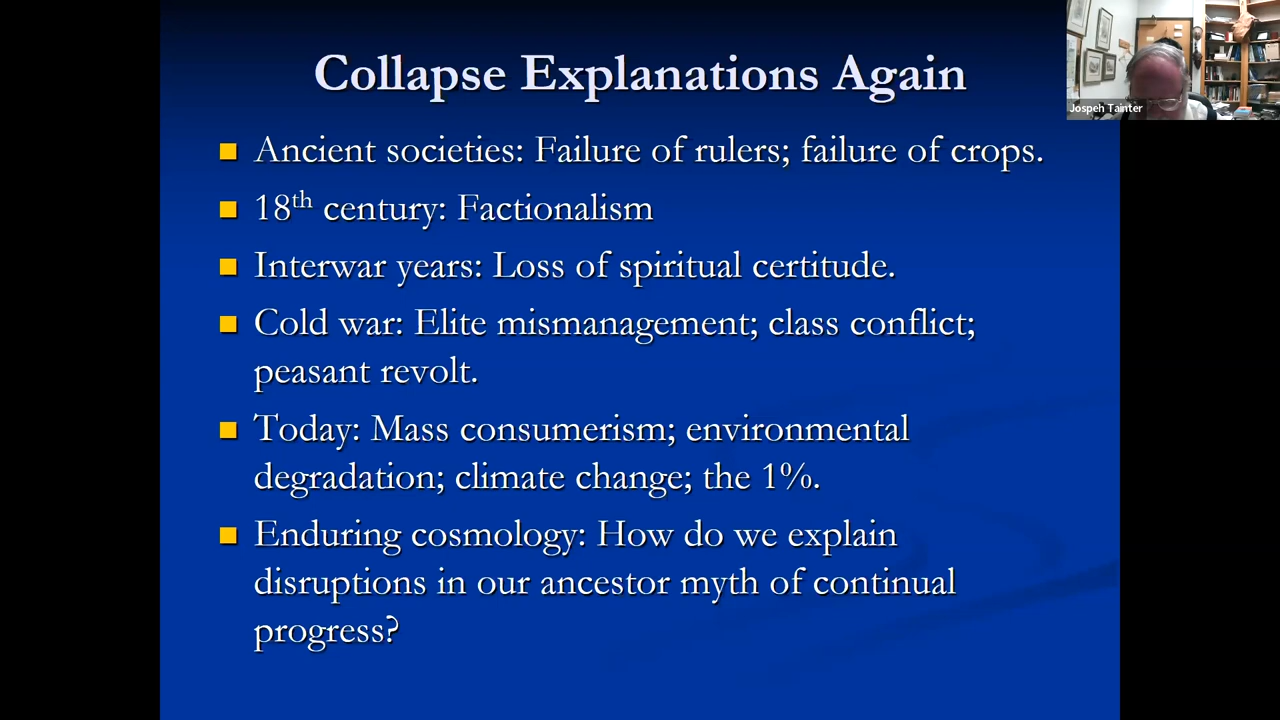 Collapse Explanations Again
Jospeh Tainter
Ancient societies: Failure of rulers; failure of crops.
18th century: Factionalism
Interwar years: Loss of spiritual certitude.
Cold war: Elite mismanagement; class conflict;
peasant revolt.
Today: Mass consumerism; environmental
degradation; climate change; the 1%.
Enduring cosmology: How do we explain
disruptions in our ancestor myth of continual
progress?